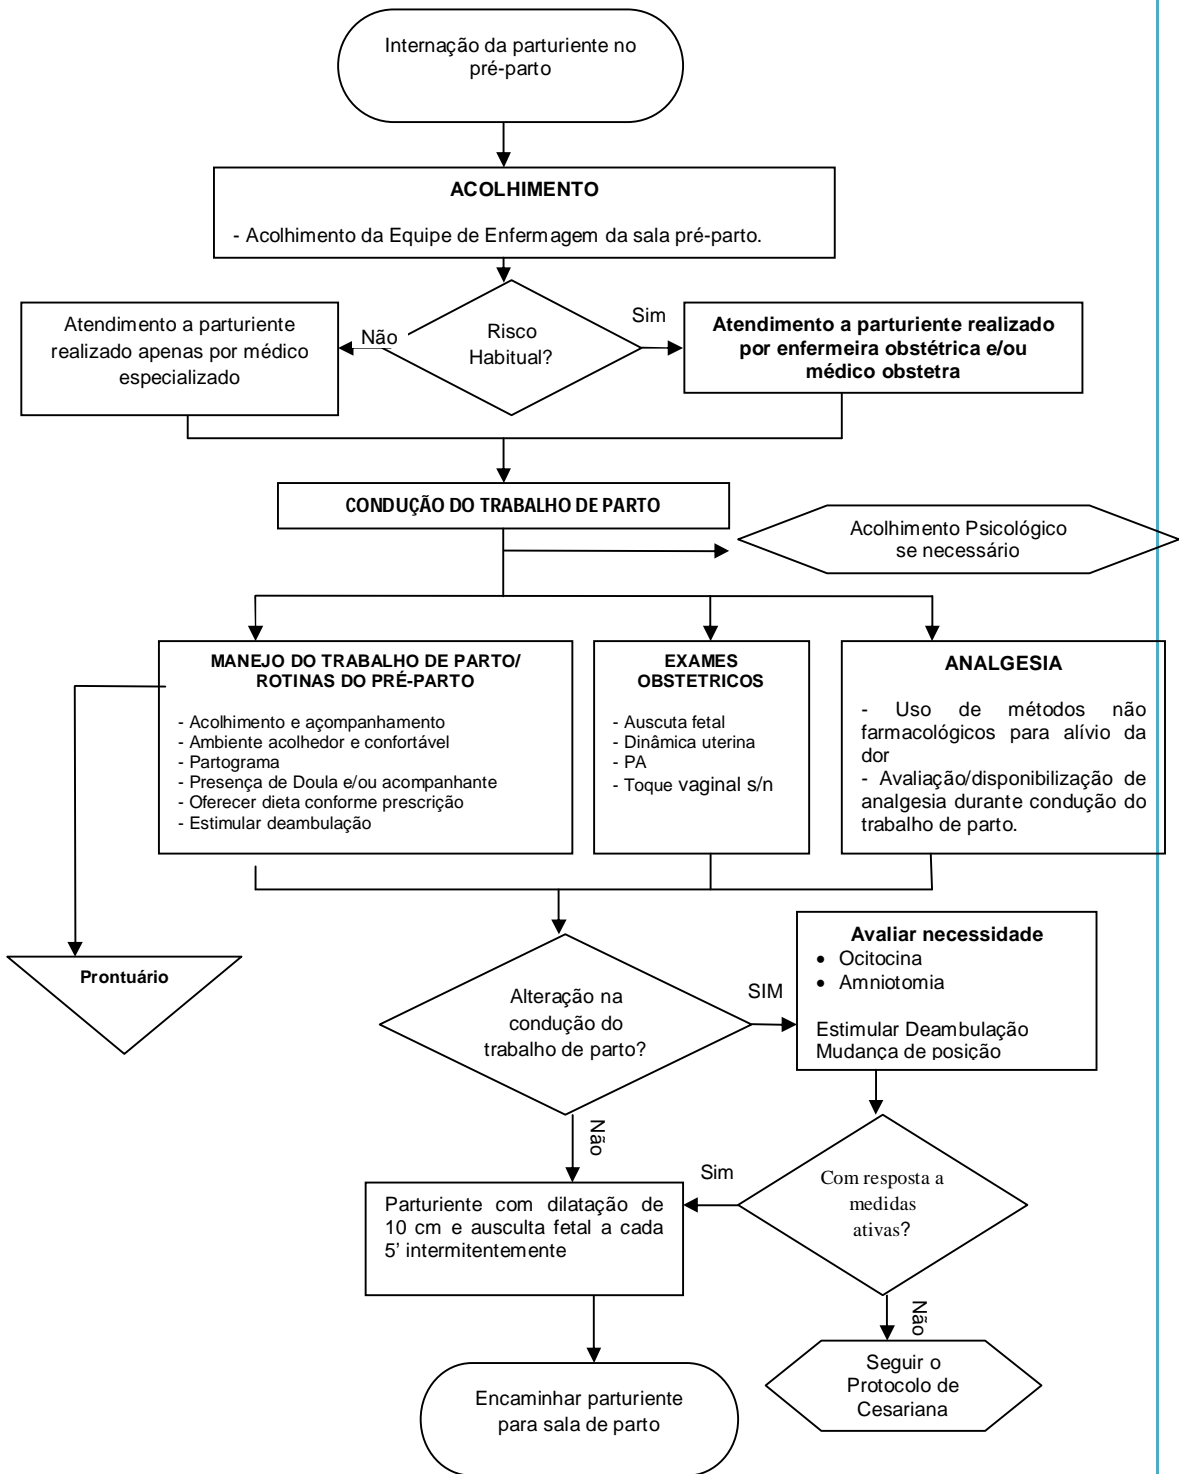 Internação da parturiente no
pré-parto
ACOLHIMENTO
- Acolhimento da Equipe de Enfermagem da sala pré-parto.
Atendimento a parturiente
realizado apenas por médico
especializado
Não
Risco
Habitual?
Sim
Atendimento a parturiente realizado
por enfermeira obstétrica e/ou
médico obstetra
CONDUÇÃO DO TRABALHO DE PARTO
Acolhimento Psicológico
se necessário
MANEJO DO TRABALHO DE PARTO/
ROTINAS DO PRÉ-PARTO
- Acolhimento e açompanhamento
- Ambiente acolhedor e confortável
- Partograma
- Presença de Doula e/ou acompanhante
- Oferecer dieta conforme prescrição
- Estimular deambulação
EXAMES
OBSTETRICOS
- Auscuta fetal
- Dinâmica uterina
- PA
- Toque vaginal s/n
ANALGESIA
- Uso de métodos não
farmacológicos para alívio da
dor
- Avaliação/disponibilização de
analgesia durante condução do
trabalho de parto.
Prontuário
Alteração na
condução do
trabalho de parto?
SIM
Avaliar necessidade
• Ocitocina
• Amniotomia
Estimular Deambulação
Mudança de posição
Não
Parturiente com dilatação de
10 cm e ausculta fetal a cada
5' intermitentemente
Sim
Com resposta a
medidas
ativas?
Não
Seguir o
Protocolo de
Cesariana
Encaminhar parturiente
para sala de parto